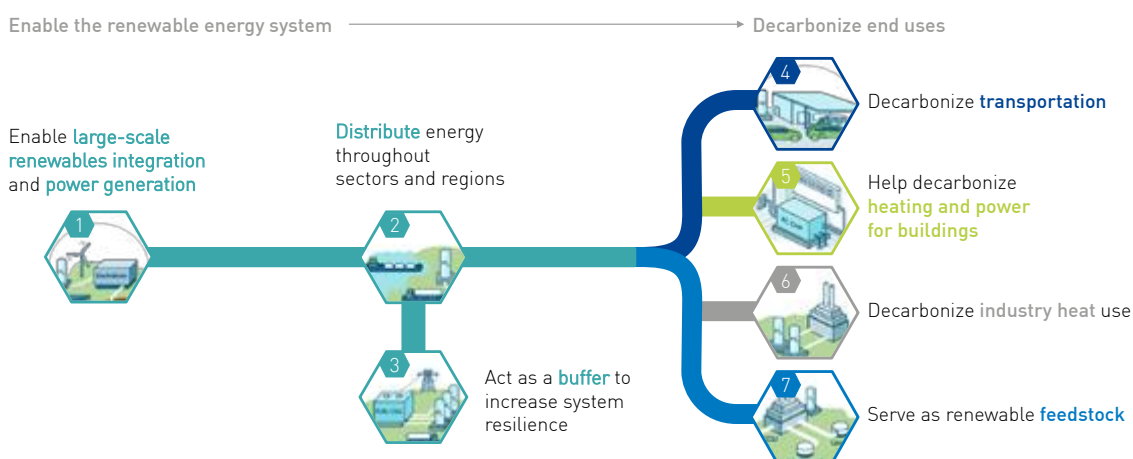 Enable the renewable energy system
Decarbonize end uses
Enable large-scale
renewables integration
and power generation
1
Distribute energy
throughout
sectors and regions
2
3
Act as a buffer to
increase system
resilience
4
Decarbonize transportation
5
Help decarbonize
heating and power
for buildings
6
Decarbonize industry heat use
7
Serve as renewable feedstock